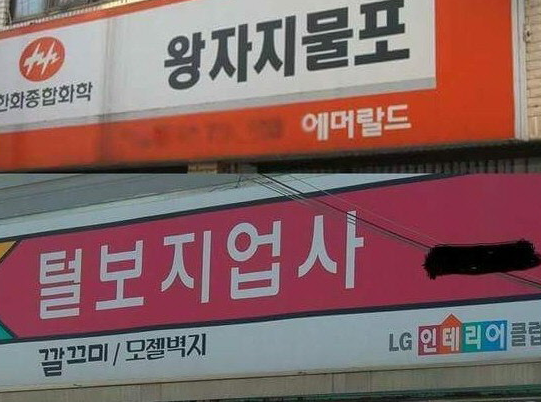 왕자지물포
한화종합화학
에머랄드
털보지업사
깔끄미/모젤벽지
LG 인테리어클럽